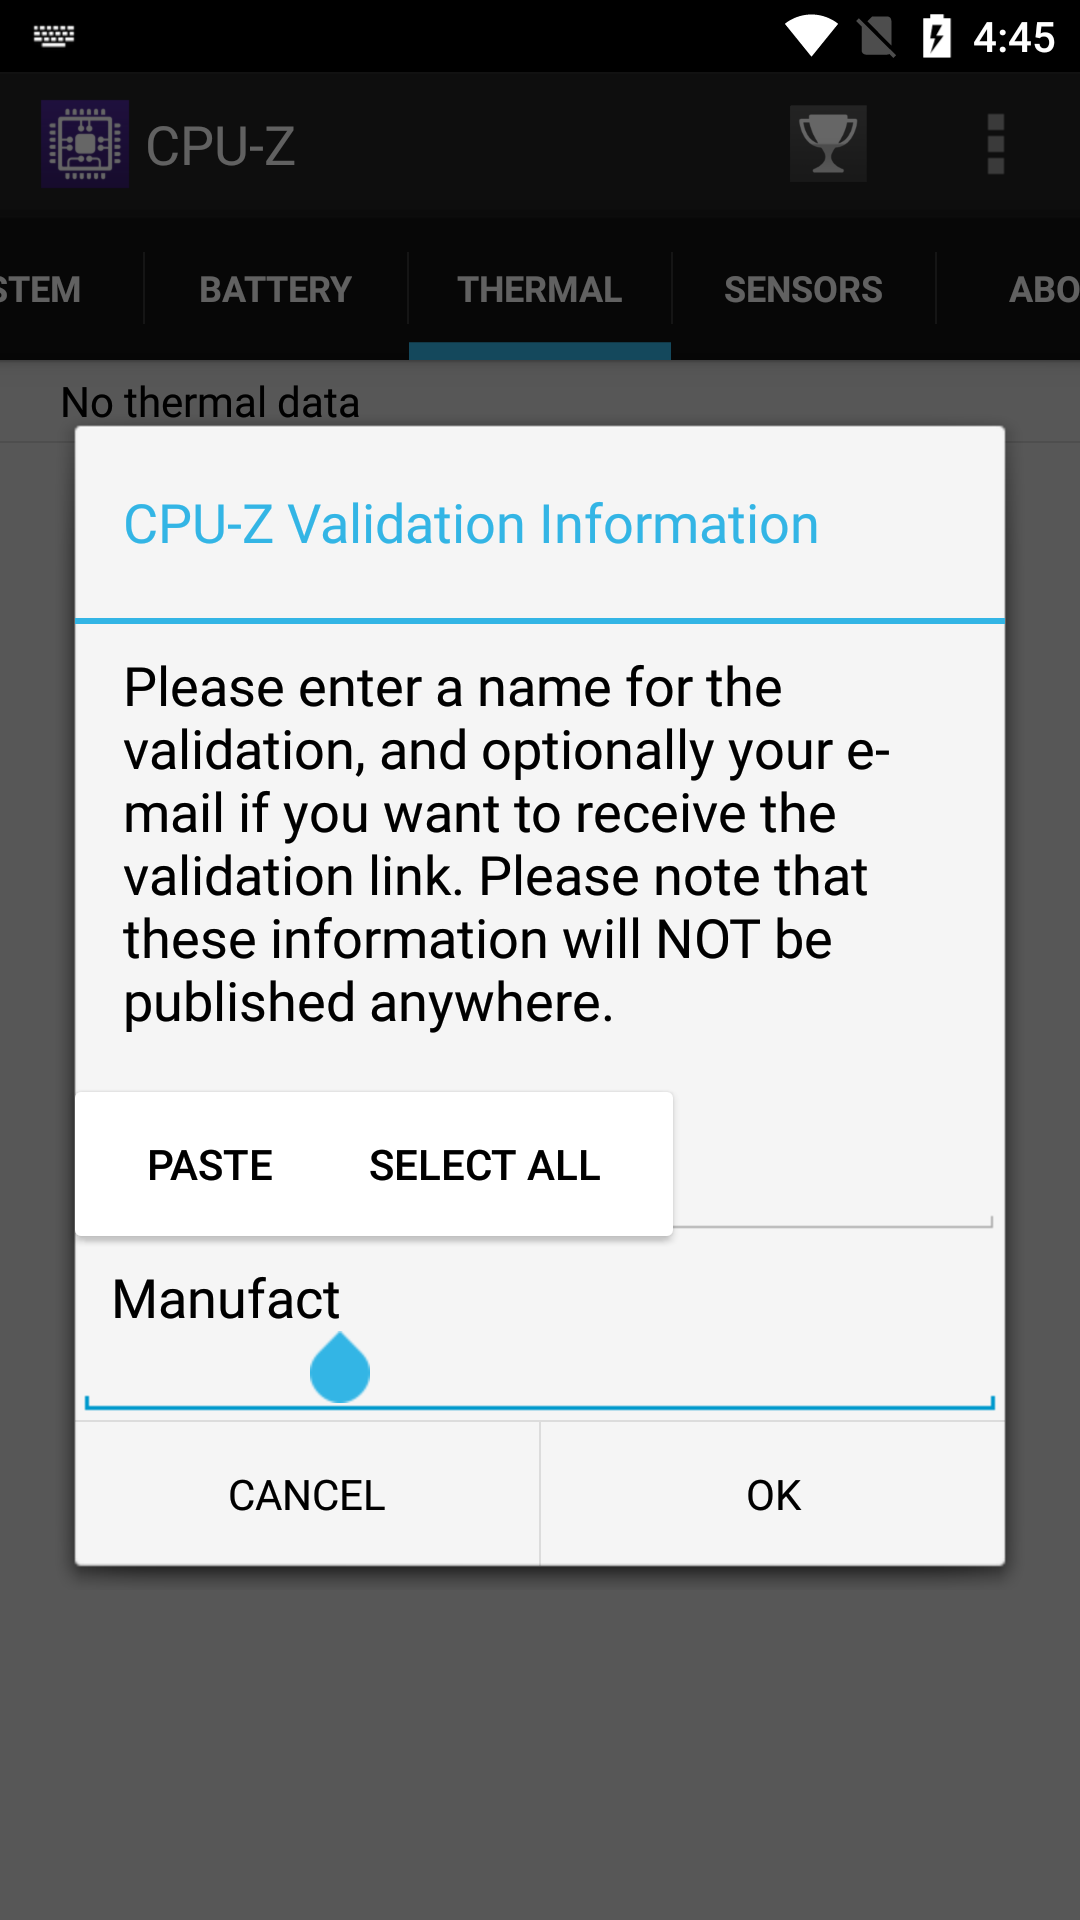 4:45
CPU-Z
STEM BATTERY THERMAL SENSORS ABO
No thermal data
CPU-Z Validation Information
Please enter a name for the
validation, and optionally your e-
mail if you want to receive the
validation link. Please note that
these information will NOT be
published anywhere.
PASTE SELECT ALL
Manufact
CANCEL OK